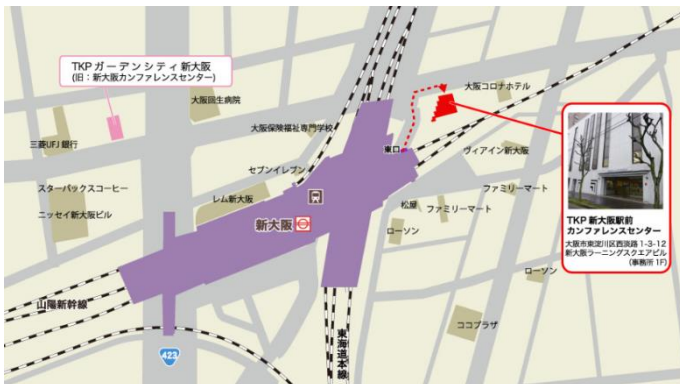 TKP ガーデンシティ新大阪
(旧：新大阪カンファレンスセンター)
大阪コロナホテル
大阪回生病院
大阪保険福祉専門学校
三菱UFJ 銀行
東口
ヴィアイン新大阪
セブンイレブン
スターバックスコーヒー
レム新大阪
ファミリーマート
松屋
ファミリーマート
ニッセイ新大阪ビル
新大阪
ローソン
TKP 新大阪駅前
カンファレンスセンター
大阪市東淀川区西淡路 1-3-12
新大阪ラーニングスクエアビル
(事務所 1F)
ローソン
山陽新幹線
ココプラザ
東海道本線
423